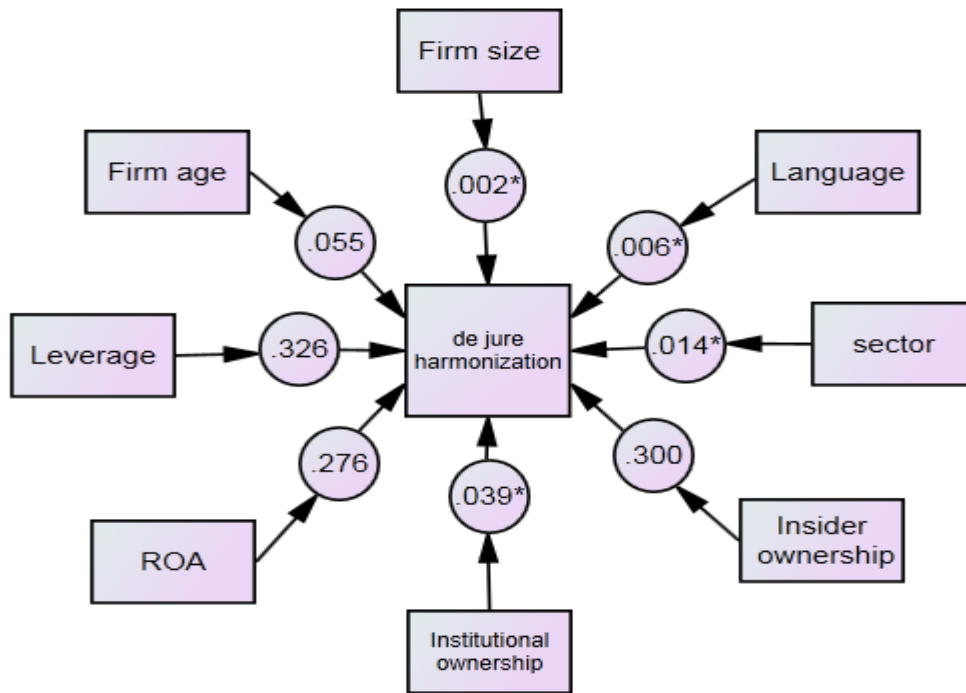 Firm size
Firm age
Language
.002*
.055
.006*
Leverage
.326
de jure
harmonization
.014*
sector
.276
.039*
.300
ROA
Insider
ownership
Institutional
ownership